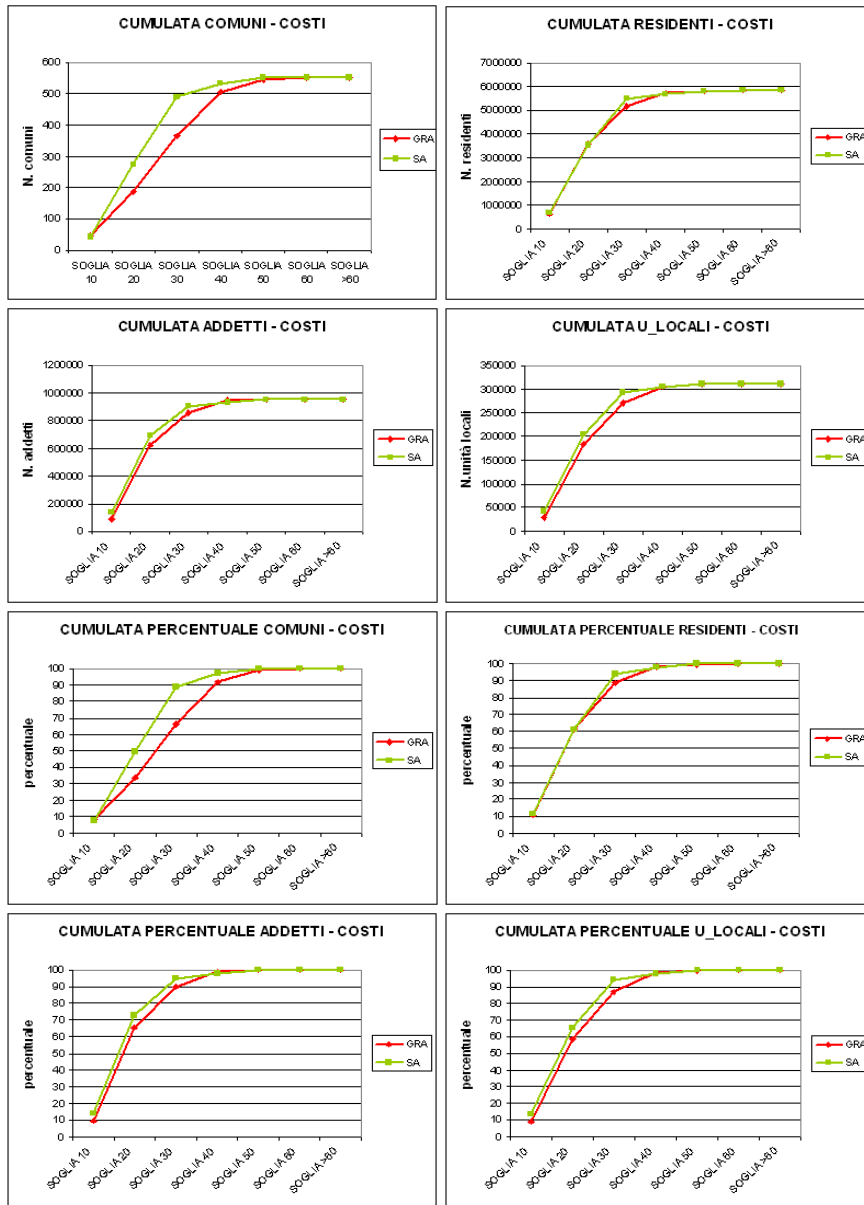 CUMULATA COMUNI - COSTI
N. comuni
600
500
400
300
200
100
0
SOGLIA 10
SOGLIA 20
SOGLIA 30
SOGLIA 40
SOGLIA 50
SOGLIA 60
SOGLIA >60
GRA
SA
CUMULATA RESIDENTI - COSTI
N. residenti
7000000
6000000
5000000
4000000
3000000
2000000
1000000
0
SOGLIA 10
SOGLIA 20
SOGLIA 30
SOGLIA 40
SOGLIA 50
SOGLIA 60
SOGLIA >60
GRA
SA
CUMULATA ADDETTI - COSTI
N. addetti
1200000
1000000
800000
600000
400000
200000
0
SOGLIA 10
SOGLIA 20
SOGLIA 30
SOGLIA 40
SOGLIA 50
SOGLIA 60
SOGLIA >60
GRA
SA
CUMULATA U_LOCALI - COSTI
N.unità locali
350000
300000
250000
200000
150000
100000
50000
0
SOGLIA 10
SOGLIA 20
SOGLIA 30
SOGLIA 40
SOGLIA 50
SOGLIA 60
SOGLIA >60
GRA
SA
CUMULATA PERCENTUALE COMUNI - COSTI
percentuale
100
90
80
70
60
50
40
30
20
10
0
SOGLIA 10
SOGLIA 20
SOGLIA 30
SOGLIA 40
SOGLIA 50
SOGLIA 60
SOGLIA >60
GRA
SA
CUMULATA PERCENTUALE RESIDENTI - COSTI
percentuale
100
90
80
70
60
50
40
30
20
10
0
SOGLIA 10
SOGLIA 20
SOGLIA 30
SOGLIA 40
SOGLIA 50
SOGLIA 60
SOGLIA >60
GRA
SA
CUMULATA PERCENTUALE ADDETTI - COSTI
percentuale
100
90
80
70
60
50
40
30
20
10
0
SOGLIA 10
SOGLIA 20
SOGLIA 30
SOGLIA 40
SOGLIA 50
SOGLIA 60
SOGLIA >60
GRA
SA
CUMULATA PERCENTUALE U_LOCALI - COSTI
percentuale
100
90
80
70
60
50
40
30
20
10
0
SOGLIA 10
SOGLIA 20
SOGLIA 30
SOGLIA 40
SOGLIA 50
SOGLIA 60
SOGLIA >60
GRA
SA